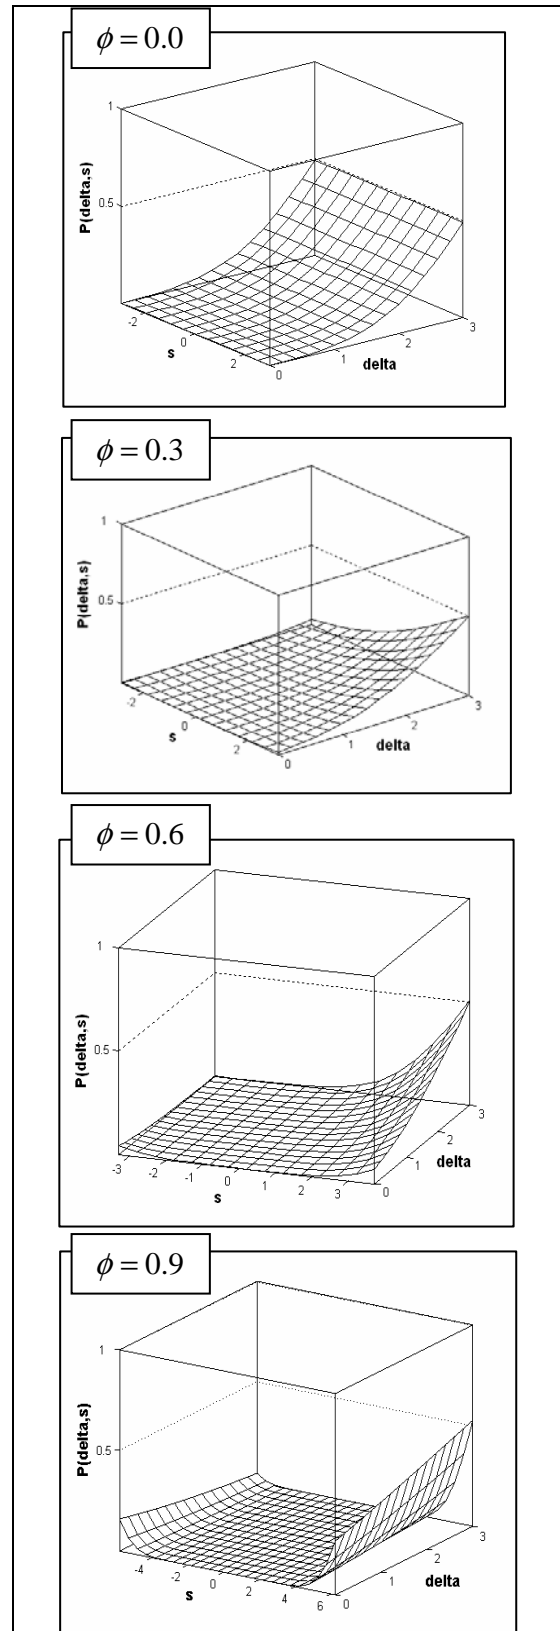 ϕ = 0.0
1
0.5
P(delta,s)
-2
0
2
s
0
1
2
3
delta
ϕ = 0.3
1
0.5
P(delta,s)
-2
0
2
s
0
1
2
3
delta
ϕ = 0.6
1
0.5
P(delta,s)
-3
-2
-1
0
1
2
3
s
0
1
2
3
delta
ϕ = 0.9
1
0.5
P(delta,s)
-4
-2
0
2
4
6
s
0
1
2
3
delta